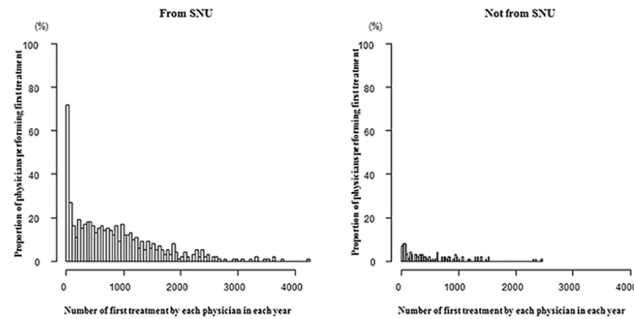 From SNU
(%)
Proportion of physicians performing first treatment
100
80
60
40
20
0
0 1000 2000 3000 4000
Number of first treatment by each physician in each year
Not from SNU
(%)
Proportion of physicians performing first treatment
100
80
60
40
20
0
0 1000 2000 3000 4000
Number of first treatment by each physician in each year